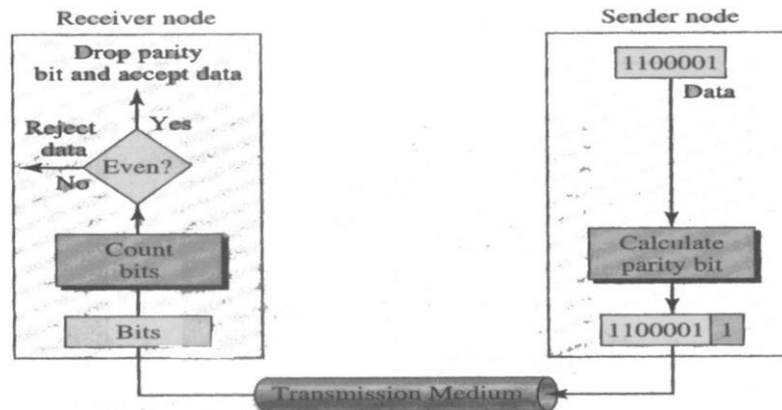 Receiver node
Drop parity
bit and accept data
Yes
Reject
data
No
Even?
Count
bits
Bits
Sender node
1100001
Data
Calculate
parity bit
1100001 1
Transmission Medium